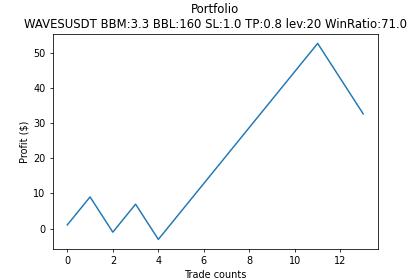 Portfolio
WAVESUSDT BBM:3.3 BBL:160 SL:1.0 TP:0.8 lev:20 WinRatio:71.0
50
40
30
20
10
0
Profit ($)
0 2 4 6 8 10 12
Trade counts